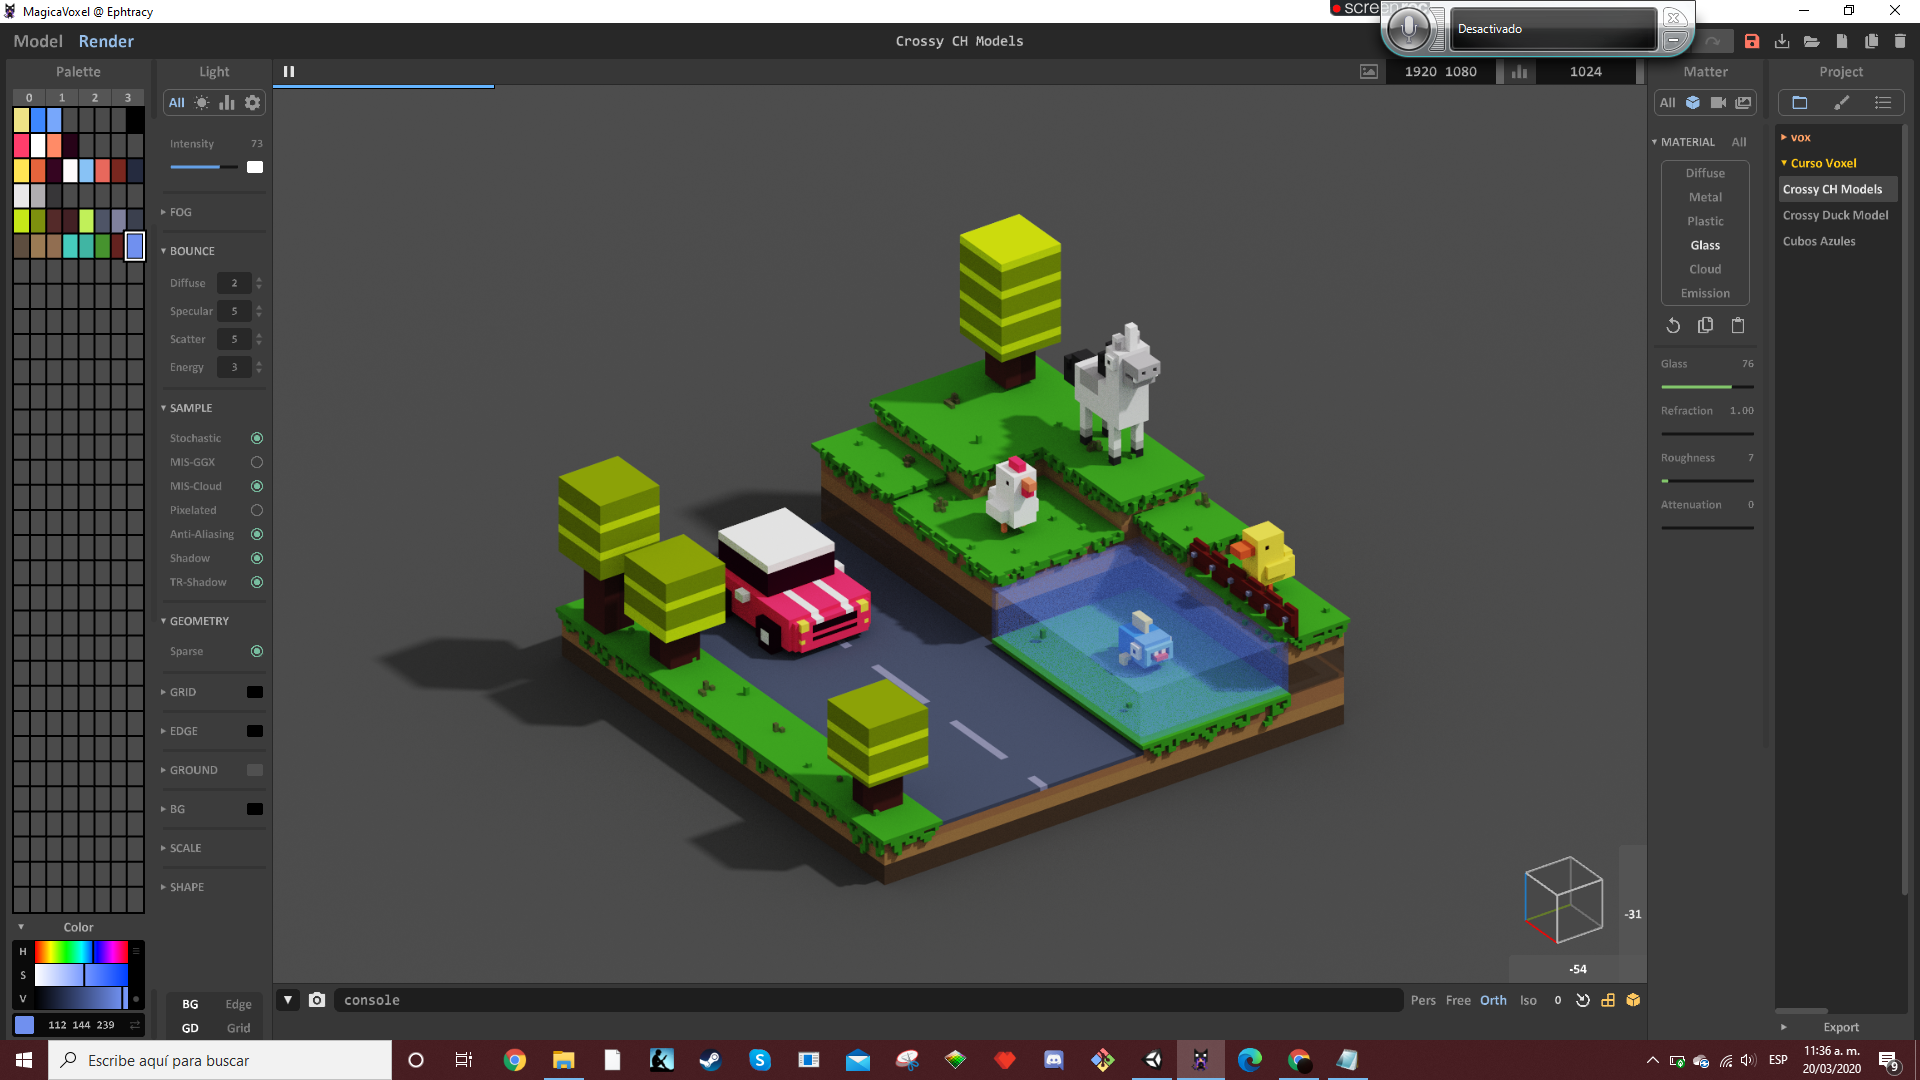 MagicaVoxel @ Ephtracy
screenrec
Desactivado
Model Render
Crossy CH Models
Palette
Light
1920 1080
1024
Matter
Project
0 1 2 3
All
All
Intensity 73
MATERIAL All
vox
Curso Voxel
Diffuse
Metal
Plastic
Glass
Cloud
Emission
Crossy CH Models
Crossy Duck Model
Cubos Azules
FOG
BOUNCE
Diffuse 2
Specular 5
Scatter 5
Energy 3
Glass 76
Refraction 1.00
Roughness 7
Attenuation 0
SAMPLE
Stochastic
MIS-GGX
MIS-Cloud
Pixelated
Anti-Aliasing
Shadow
TR-Shadow
GEOMETRY
Sparse
GRID
EDGE
GROUND
BG
SCALE
SHAPE
Color
H
S
V
112 144 239
BG Edge
GD Grid
-31
-54
console
Pers Free Orth Iso 0
Export
Escribe aquí para buscar
ESP
11:36 a. m.
20/03/2020
9